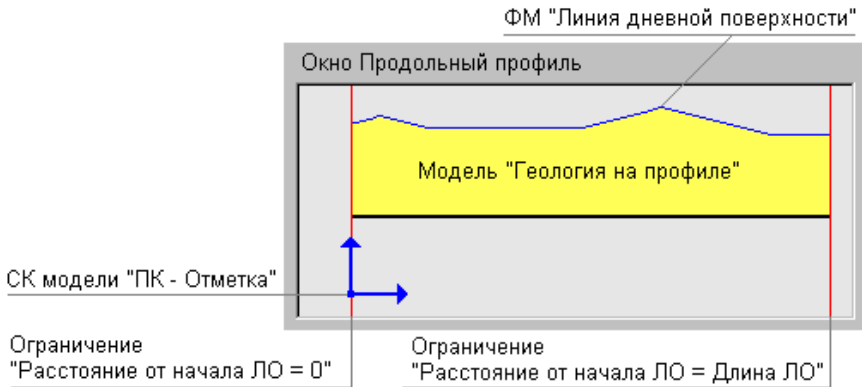 ФМ "Линия дневной поверхности"
Окно Продольный профиль
Модель "Геология на профиле"
СК модели "ПК - Отметка"
Ограничение
"Расстояние от начала ЛО = 0"
Ограничение
"Расстояние от начала ЛО = Длина ЛО"